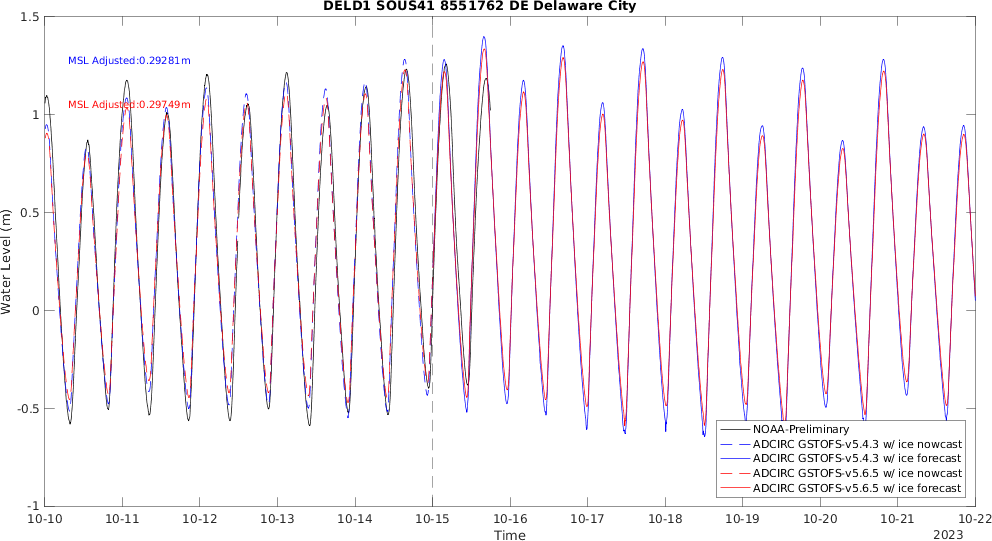 DELD1 SOUS41 8551762 DE Delaware City
1.5
MSL Adjusted:0.29281m
MSL Adjusted:0.29749m
1
0.5
Water Level (m)
0
-0.5
NOAA-Preliminary
ADCIRC GSTOFS-v5.4.3 w/ ice nowcast
ADCIRC GSTOFS-v5.4.3 w/ ice forecast
ADCIRC GSTOFS-v5.6.5 w/ ice nowcast
ADCIRC GSTOFS-v5.6.5 w/ ice forecast
-1
10-10 10-11 10-12 10-13 10-14 10-15 10-16 10-17 10-18 10-19 10-20 10-21 10-22
Time
2023